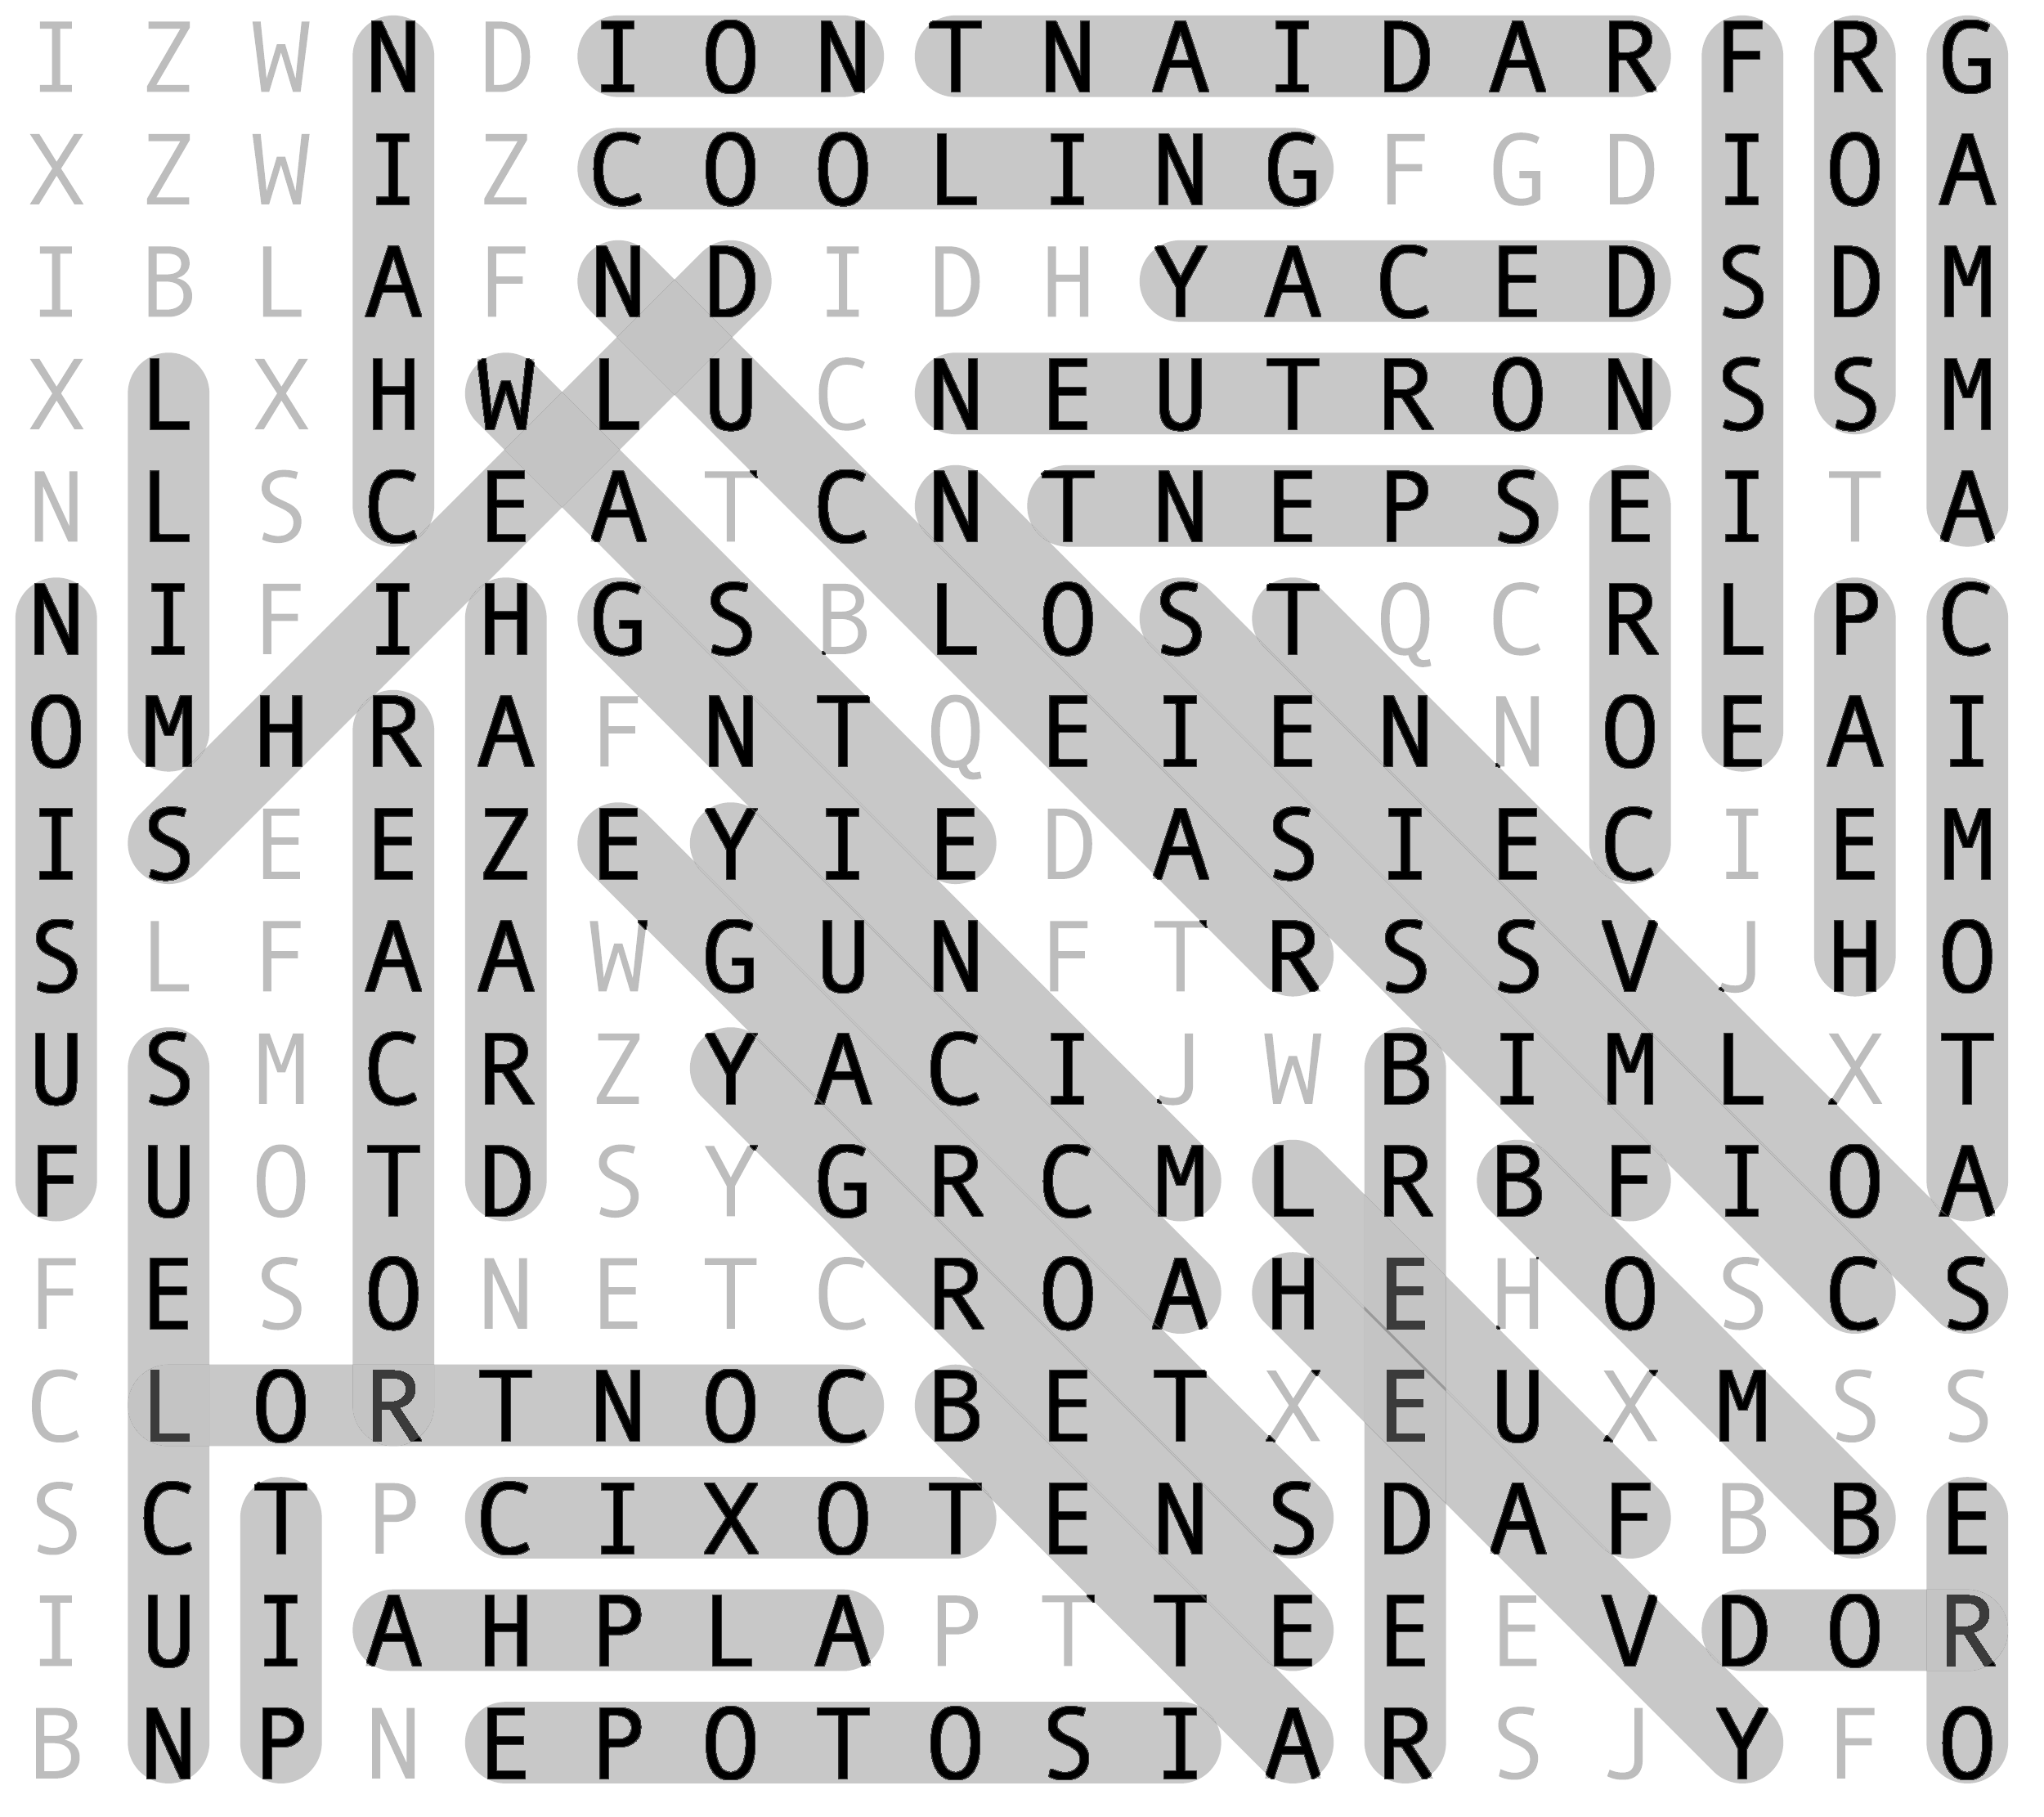 I Z W N D I O N T N A I D A R F R G
X Z W I Z C O O L I N G F G D I O A
I B L A F N D I D H Y A C E D S D M
X L X H W L U C N E U T R O N S S M
N L S C E A T C N T N E P S E I T A
N I F I H G S B L O S T Q C R L P C
O M H R A F N T Q E I E N N O E A I
I S E E Z E Y I E D A S I E C I E M
S L F A A W G U N F T R S S V J H O
U S M C R Z Y A C I J W B I M L X T
F U O T D S Y G R C M L R B F I O A
F E S O N E T C R O A H E H O S C S
C L O R T N O C B E T X E U X M S S
S C T P C I X O T E N S D A F B B E
I U I A H P L A P T T E E E V D O R
B N P N E P O T O S I A R S J Y F O